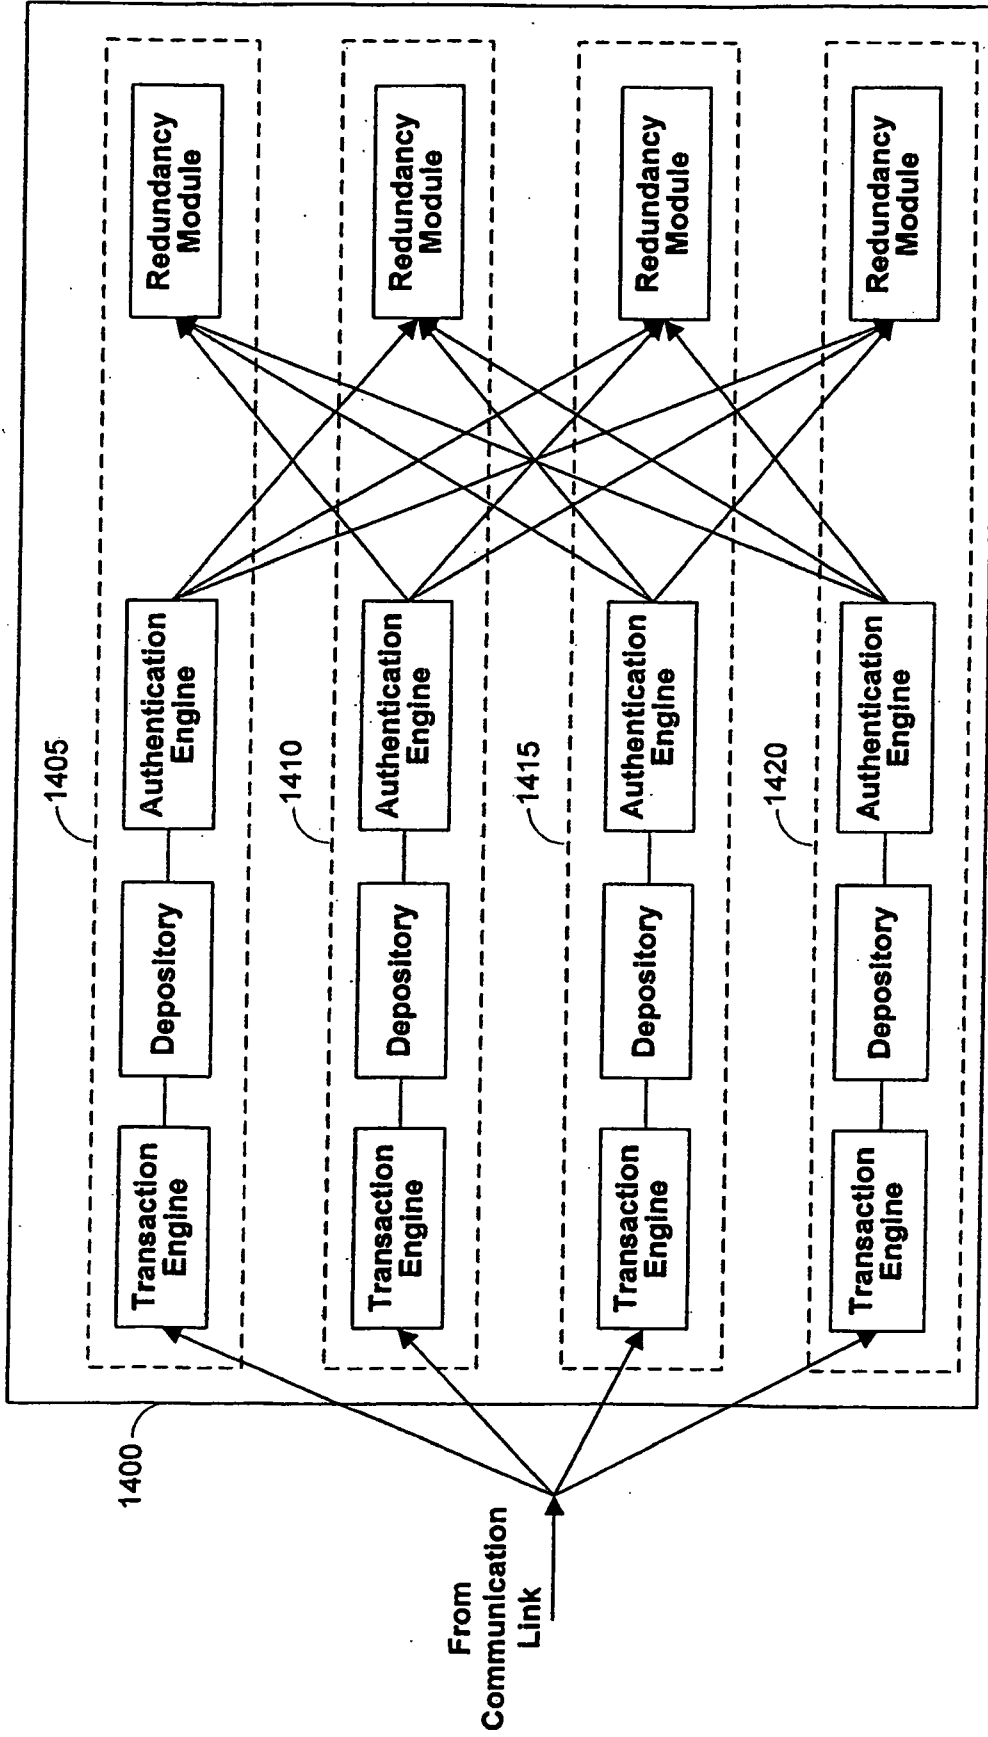 1400
From
Communication
Link
1405
Transaction
Engine
Depository
Authentication
Engine
Redundancy
Module
1410
Transaction
Engine
Depository
Authentication
Engine
Redundancy
Module
1415
Transaction
Engine
Depository
Authentication
Engine
Redundancy
Module
1420
Transaction
Engine
Depository
Authentication
Engine
Redundancy
Module